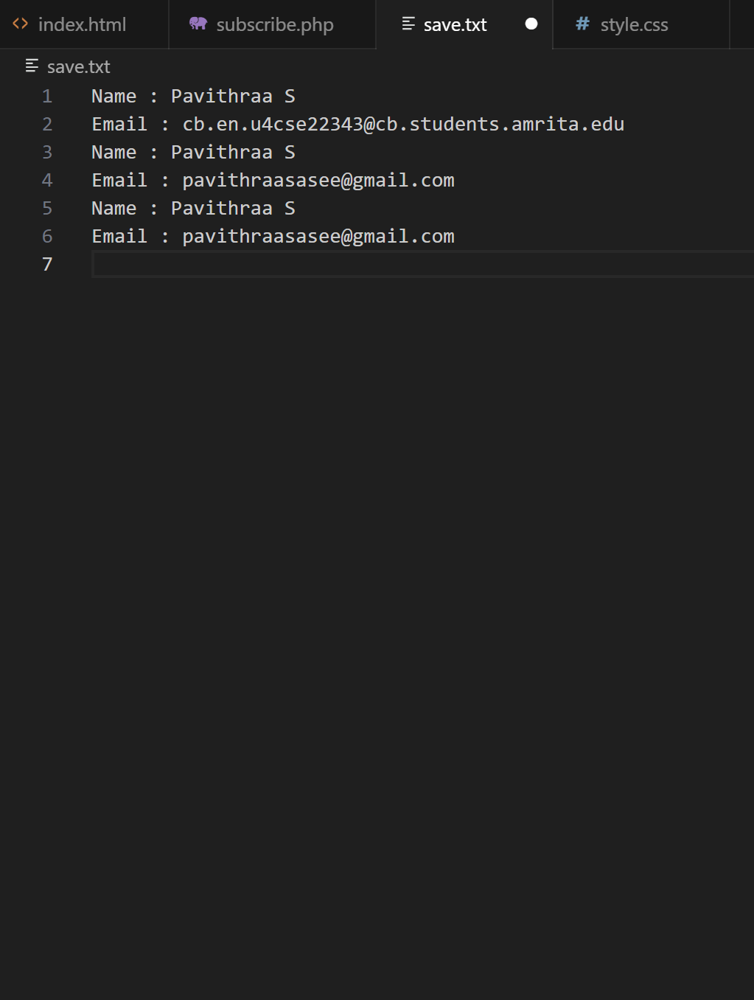 index.html subscribe.php save.txt style.css
save.txt
1 Name : Pavithraa S
2 Email : cb.en.u4cse22343@cb.students.amrita.edu
3 Name : Pavithraa S
4 Email : pavithraasasee@gmail.com
5 Name : Pavithraa S
6 Email : pavithraasasee@gmail.com
7